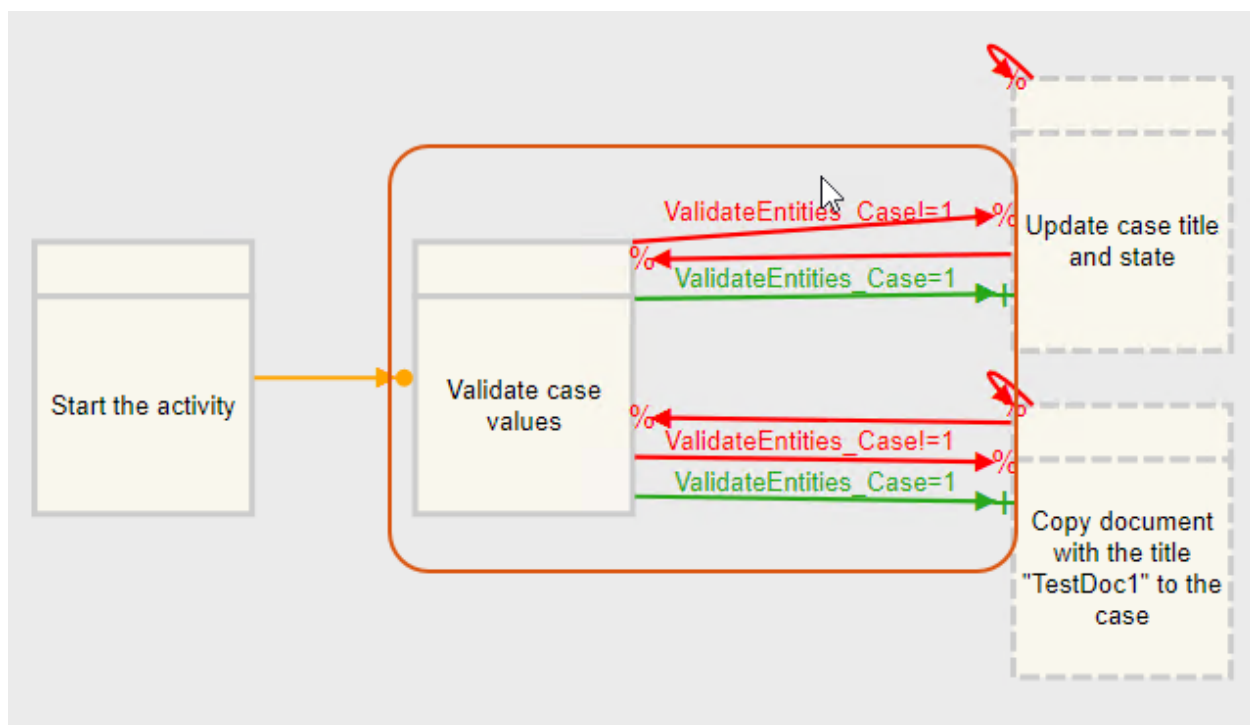 %
ValidateEntities_Case!=1
%
Update case title
and state
%
ValidateEntities_Case=1
+
Start the activity
Validate case
values
%
%
ValidateEntities_Case!=1
%
ValidateEntities_Case=1
+
Copy document
with the title
"TestDoc1" to the
case